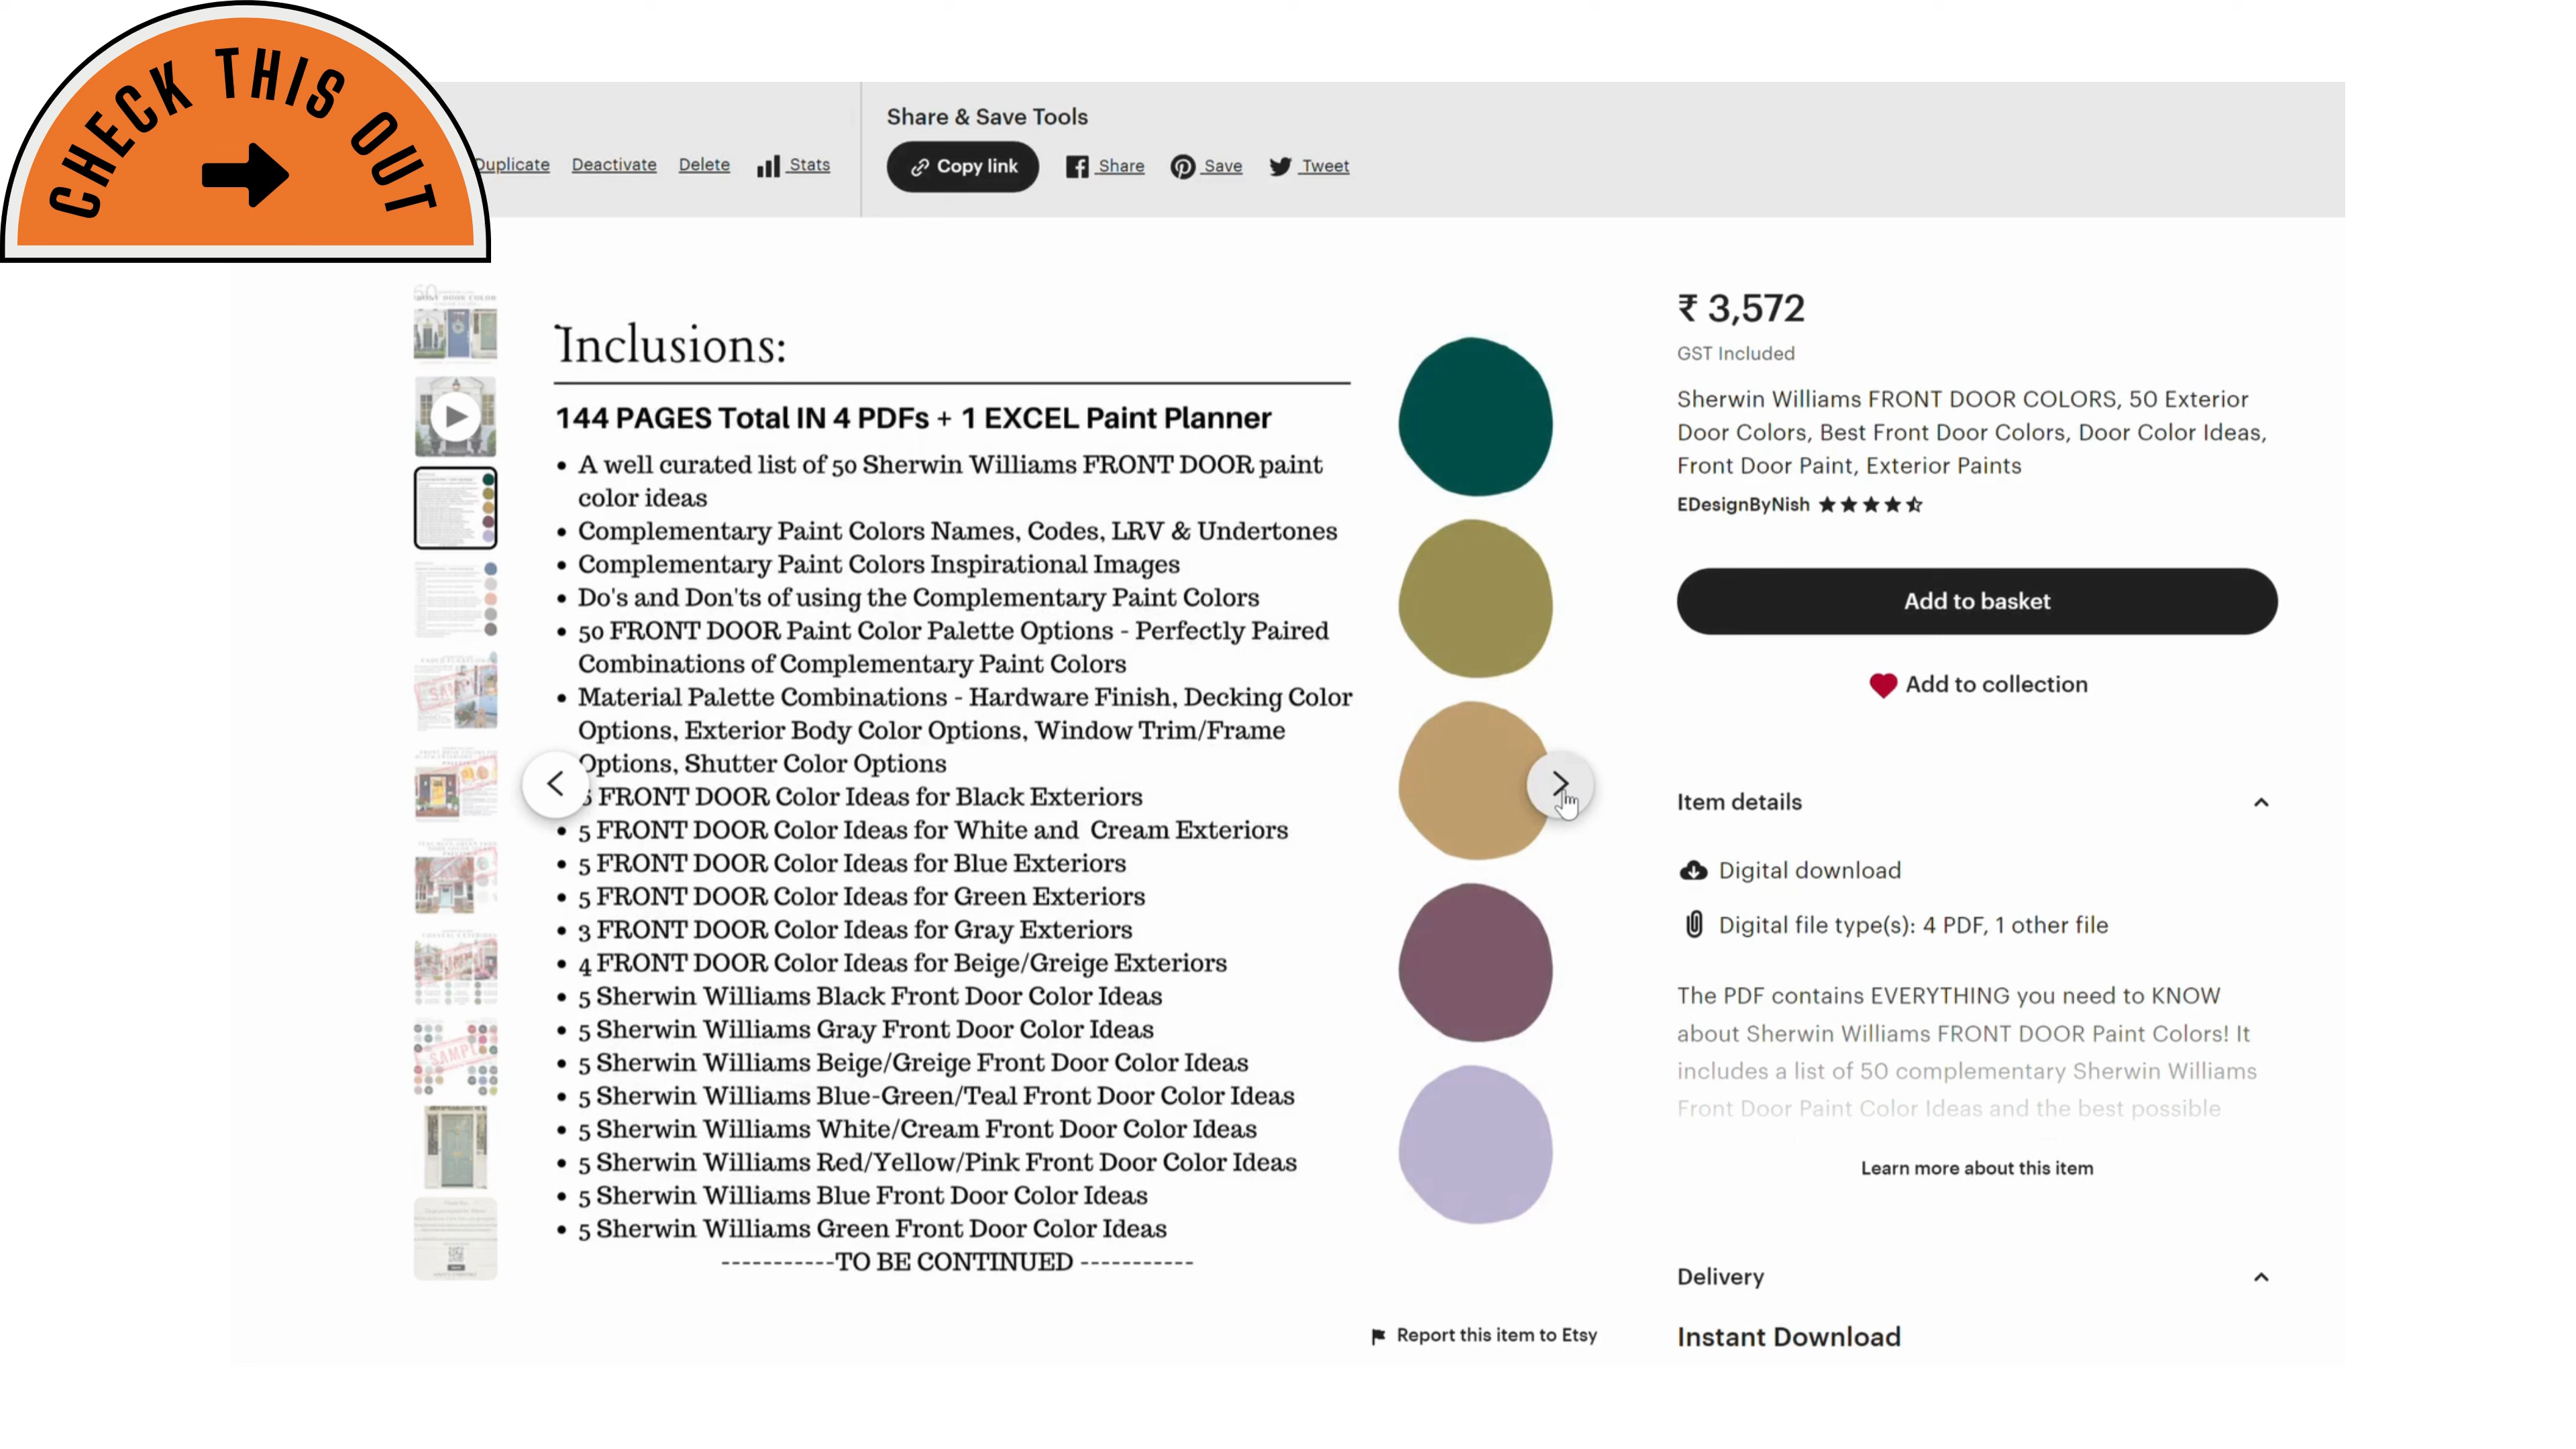 CHECK THIS OUT
Share & Save Tools
Duplicate Deactivate Delete Stats
Copy link Share Save Tweet
Inclusions:
144 PAGES Total IN 4 PDFs + 1 EXCEL Paint Planner
• A well curated list of 50 Sherwin Williams FRONT DOOR paint
color ideas
• Complementary Paint Colors Names, Codes, LRV & Undertones
• Complementary Paint Colors Inspirational Images
• Do's and Don'ts of using the Complementary Paint Colors
• 50 FRONT DOOR Paint Color Palette Options - Perfectly Paired
Combinations of Complementary Paint Colors
• Material Palette Combinations - Hardware Finish, Decking Color
Options, Exterior Body Color Options, Window Trim/Frame
Options, Shutter Color Options
FRONT DOOR Color Ideas for Black Exteriors
• 5 FRONT DOOR Color Ideas for White and Cream Exteriors
• 5 FRONT DOOR Color Ideas for Blue Exteriors
• 5 FRONT DOOR Color Ideas for Green Exteriors
• 3 FRONT DOOR Color Ideas for Gray Exteriors
• 4 FRONT DOOR Color Ideas for Beige/Greige Exteriors
• 5 Sherwin Williams Black Front Door Color Ideas
• 5 Sherwin Williams Gray Front Door Color Ideas
• 5 Sherwin Williams Beige/Greige Front Door Color Ideas
• 5 Sherwin Williams Blue-Green/Teal Front Door Color Ideas
• 5 Sherwin Williams White/Cream Front Door Color Ideas
• 5 Sherwin Williams Red/Yellow/Pink Front Door Color Ideas
• 5 Sherwin Williams Blue Front Door Color Ideas
• 5 Sherwin Williams Green Front Door Color Ideas
-----------TO BE CONTINUED -----------
Report this item to Etsy
₹ 3,572
GST Included
Sherwin Williams FRONT DOOR COLORS, 50 Exterior
Door Colors, Best Front Door Colors, Door Color Ideas,
Front Door Paint, Exterior Paints
EDesignByNish
Add to basket
Add to collection
Item details
Digital download
Digital file type(s): 4 PDF, 1 other file
The PDF contains EVERYTHING you need to KNOW
about Sherwin Williams FRONT DOOR Paint Colors! It
includes a list of 50 complementary Sherwin Williams
Front Door Paint Color Ideas and the best possible
Learn more about this item
Delivery
Instant Download